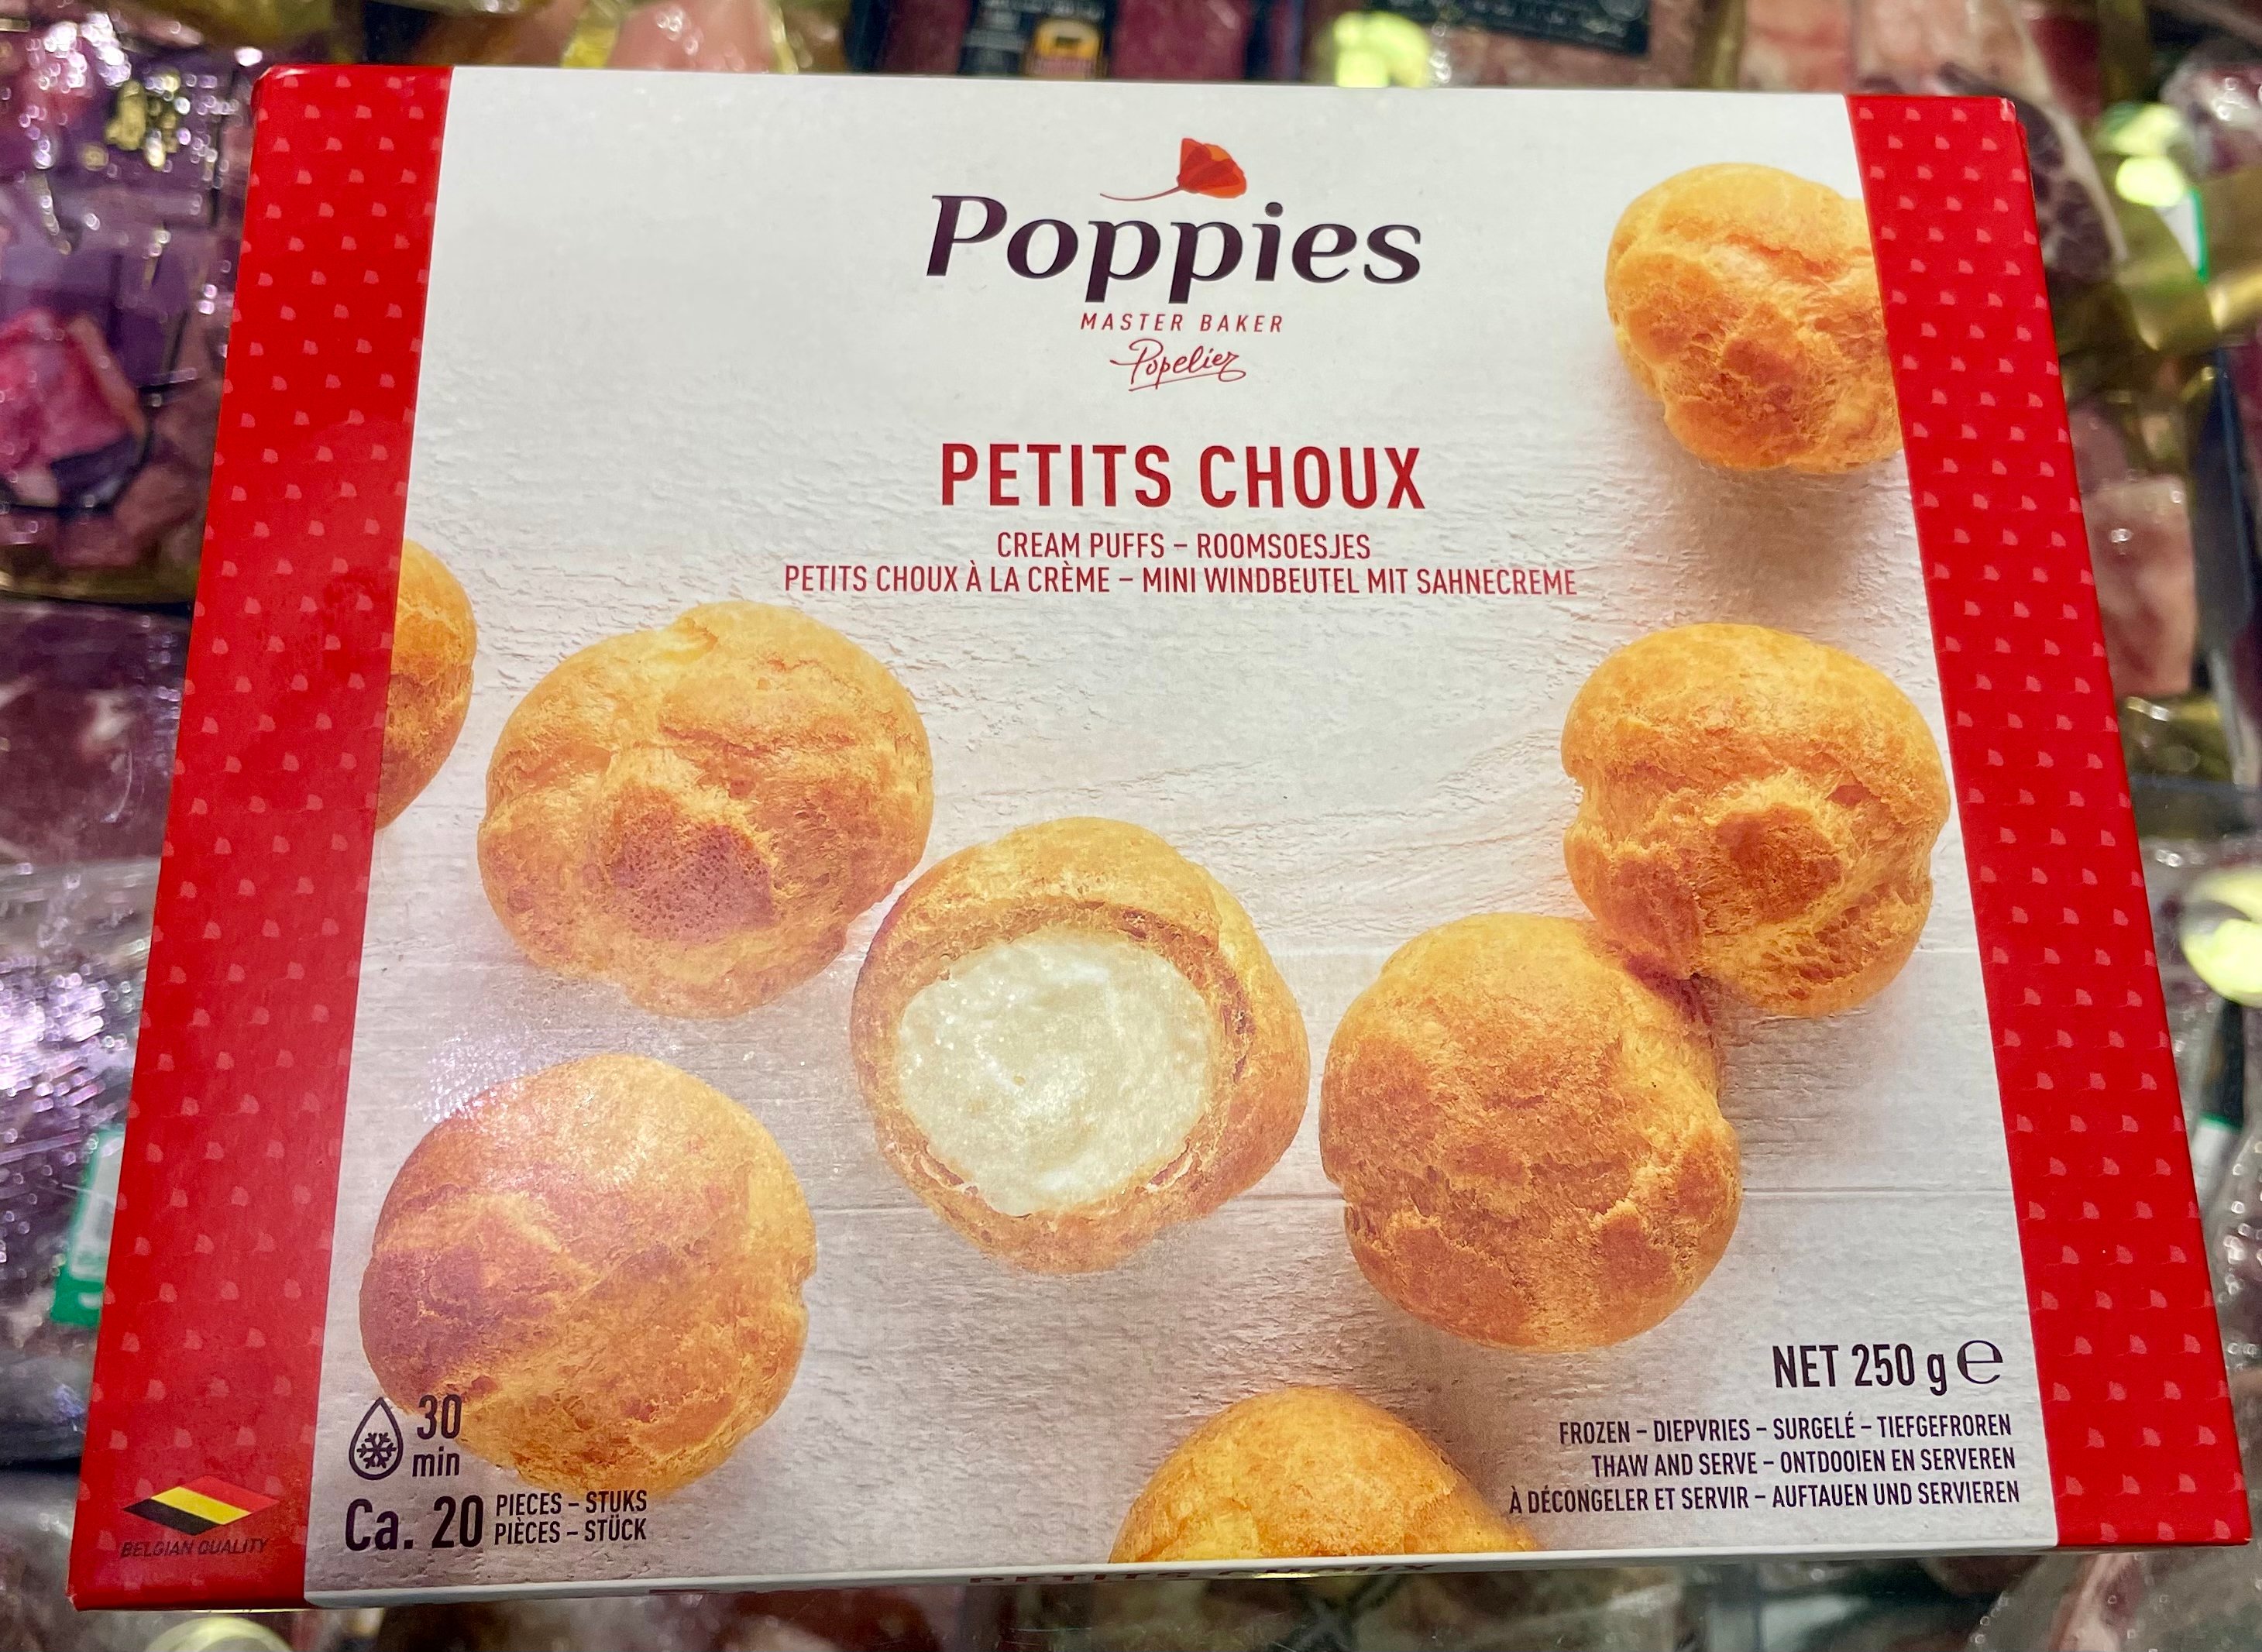 Poppies
MASTER BAKER
Popelier
PETITS CHOUX
CREAM PUFFS – ROOMSOESJES
PETITS CHOUX À LA CRÈME – MINI WINDBEUTEL MIT SAHNECREME
30
min
Ca. 20 PIECES – STUKS
PIÈCES – STÜCK
BELGIAN QUALITY
NET 250 g ℮
FROZEN – DIEPVRIES – SURGELÉ – TIEFGEFROREN
THAW AND SERVE – ONTDOOIEN EN SERVEREN
À DÉCONGELER ET SERVIR – AUFTAUEN UND SERVIEREN
PETITS CHOUX